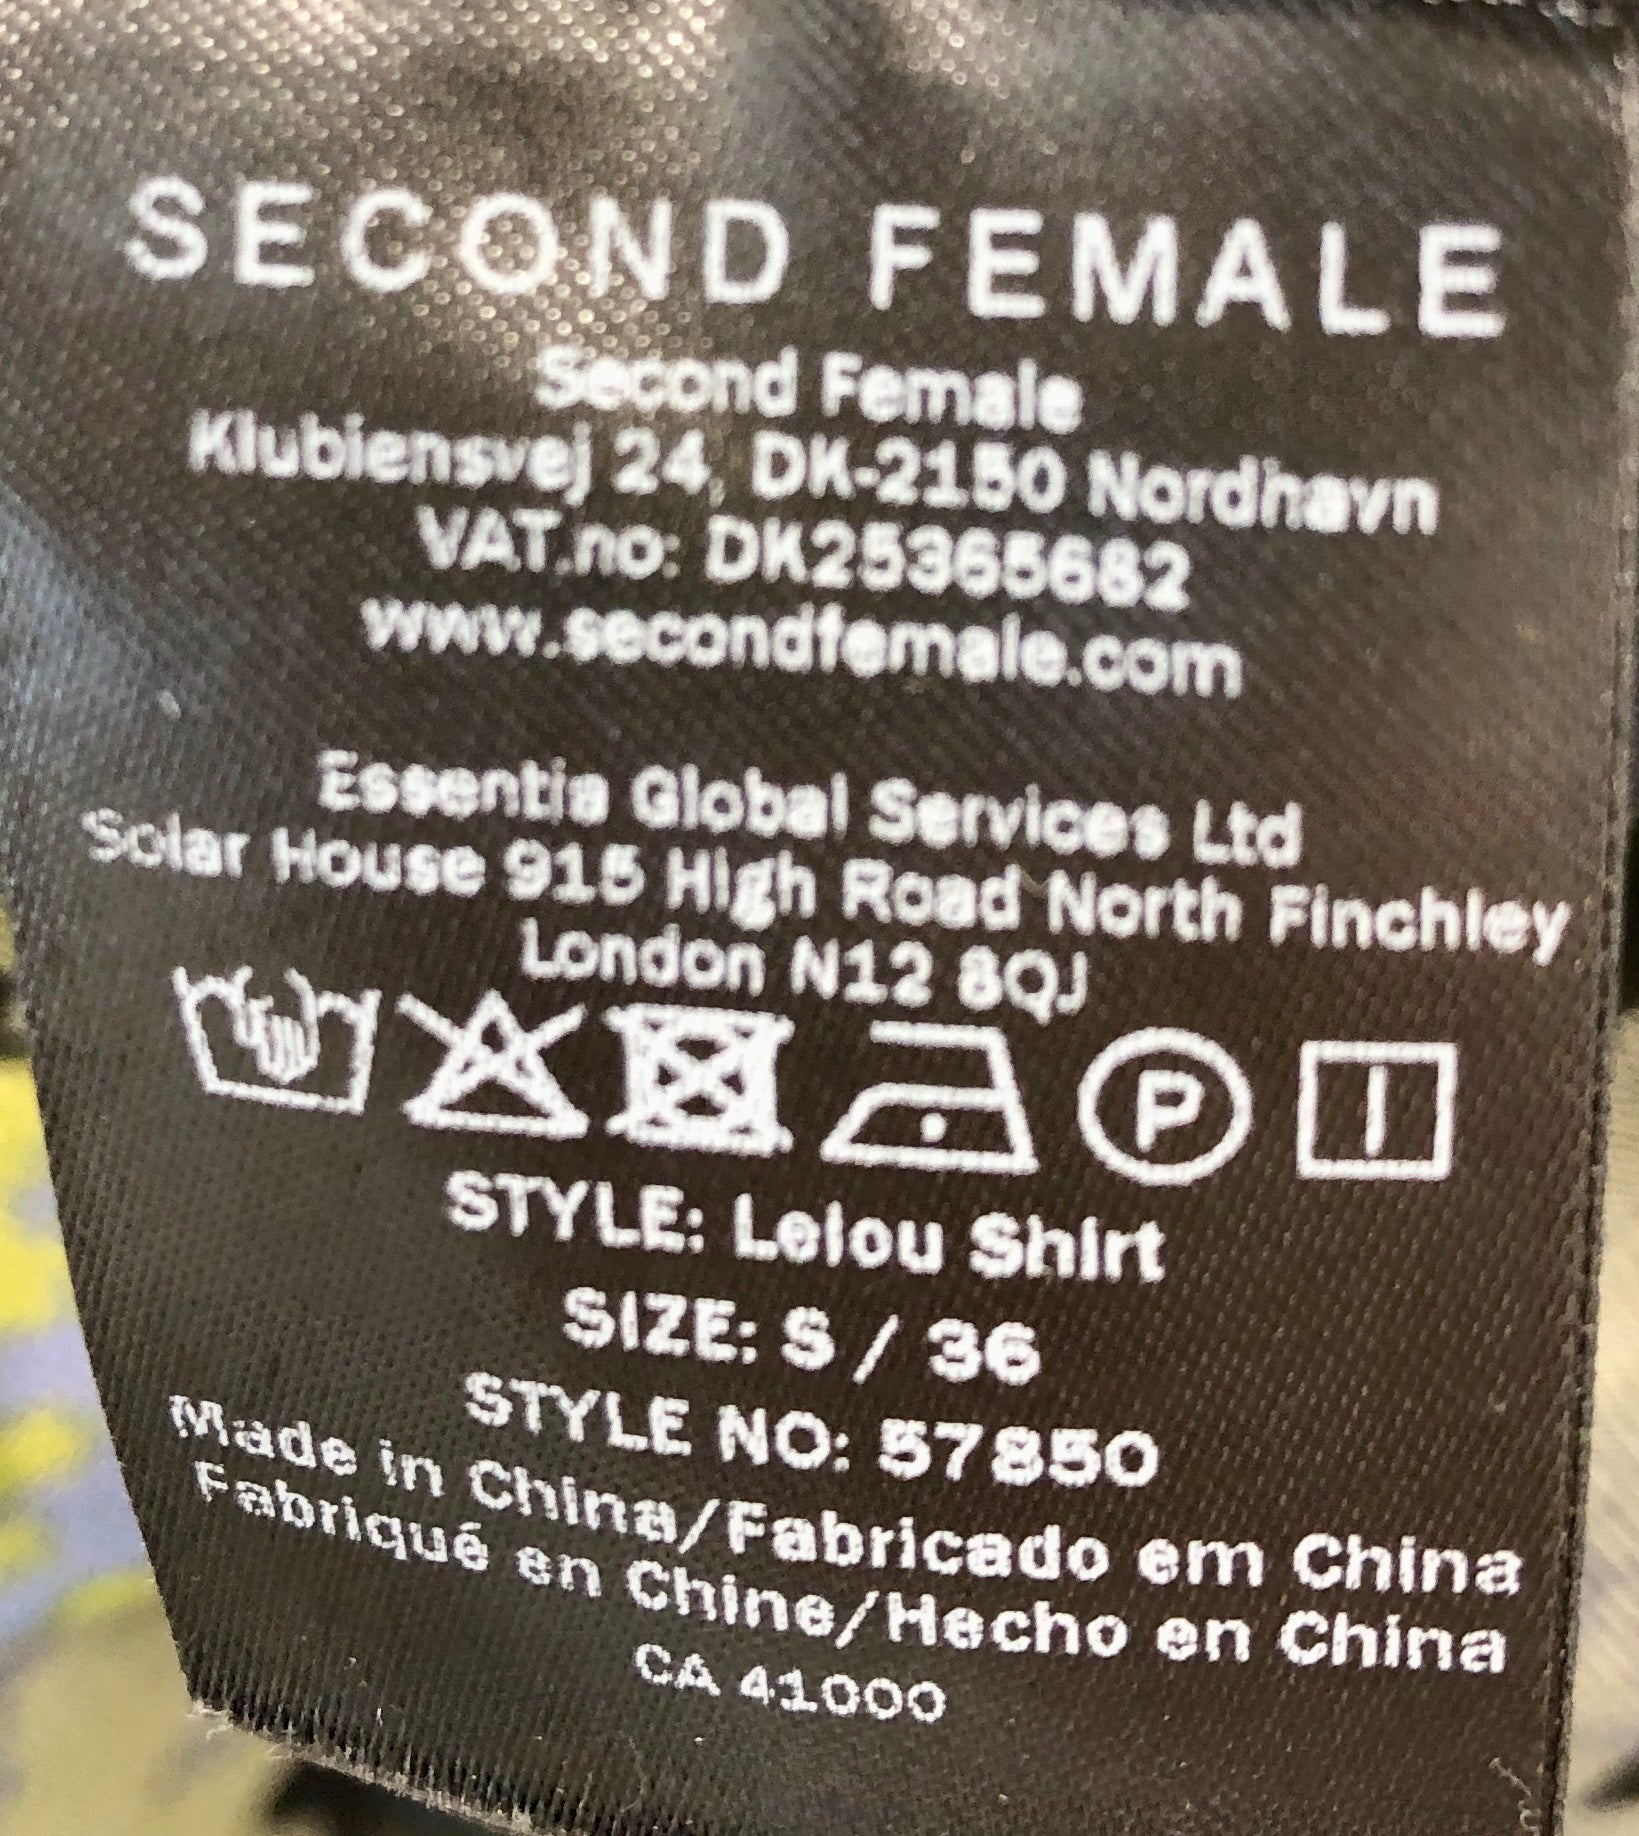 SECOND FEMALE
Second Female
Klubiensvej 24, DK-2150 Nordhavn
VAT.no: DK25365682
www.secondfemale.com
Essentia Global Services Ltd
Solar House 915 High Road North Finchley
London N12 8QJ
P
STYLE: Lelou Shirt
SIZE: S / 36
STYLE NO: 57850
Made in China/Fabricado em China
Fabriqué en Chine/Hecho en China
CA 41000